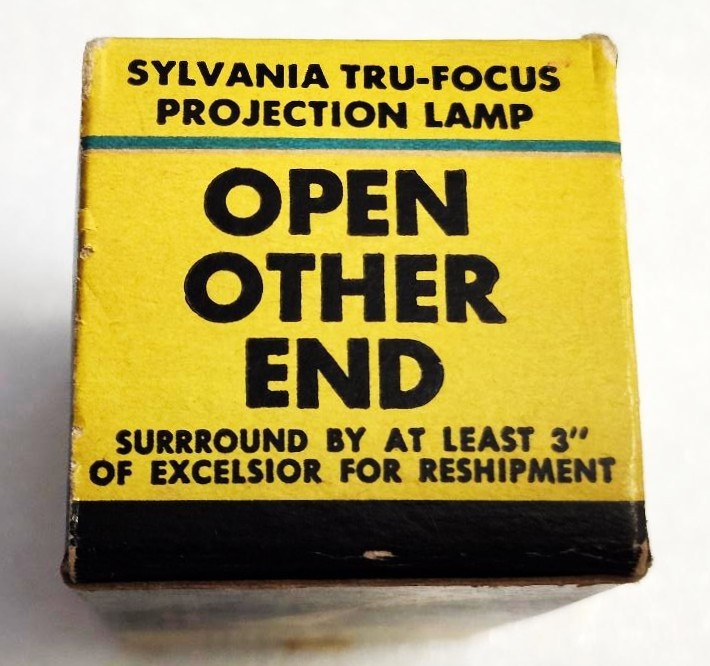 SYLVANIA TRU-FOCUS
PROJECTION LAMP
OPEN
OTHER
END
SURRROUND BY AT LEAST 3"
OF EXCELSIOR FOR RESHIPMENT